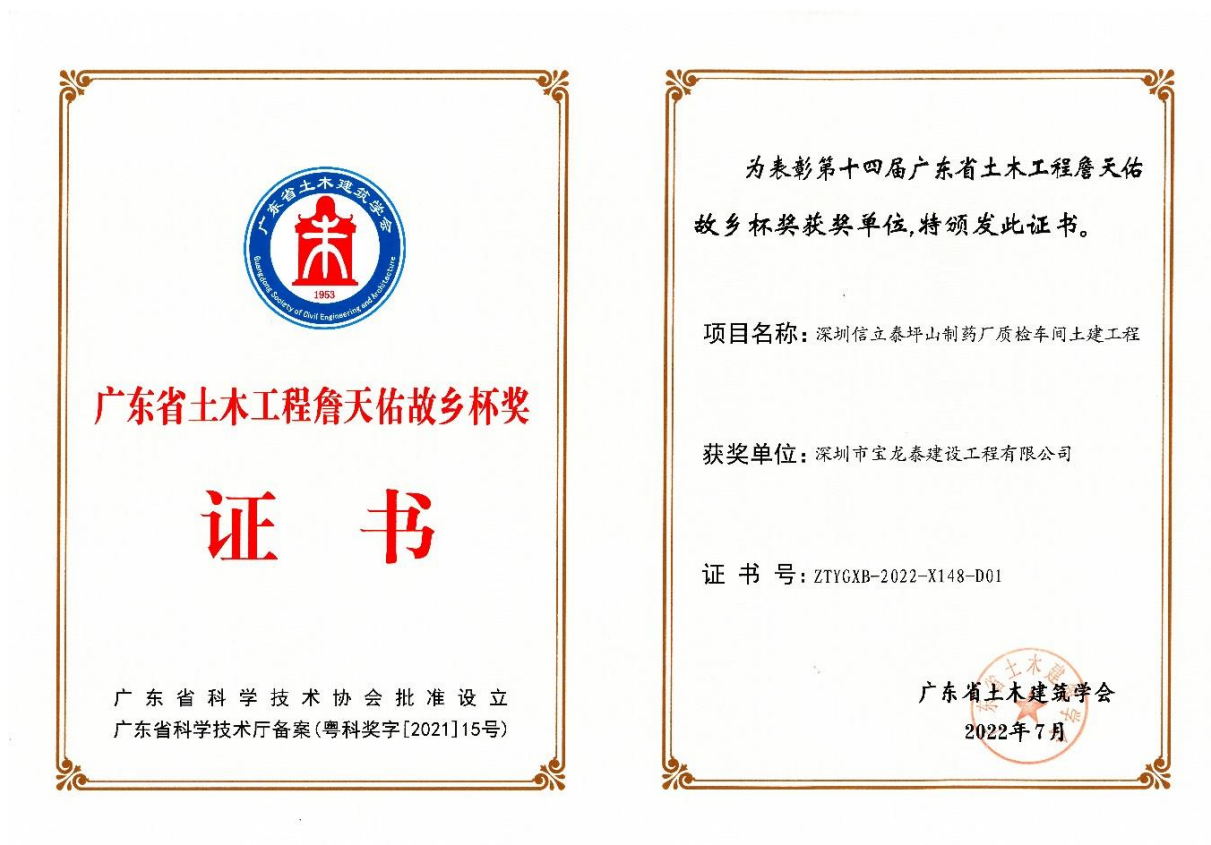 广东省土木建筑学会
1953
Guangdong Society of Civil Engineering and Architecture
广东省土木工程詹天佑故乡杯奖
证 书
广东省科学技术协会批准设立
广东省科学技术厅备案(粤科奖字[2021]15号)
为表彰第十四届广东省土木工程詹天佑
故乡杯奖获奖单位,特颁发此证书。
项目名称:深圳信立泰坪山制药厂质检车间土建工程
获奖单位:深圳市宝龙泰建设工程有限公司
证 书 号:ZTYGXB-2022-X148-D01
广东省土木建筑学会
2022年7月
东省土木建筑学会